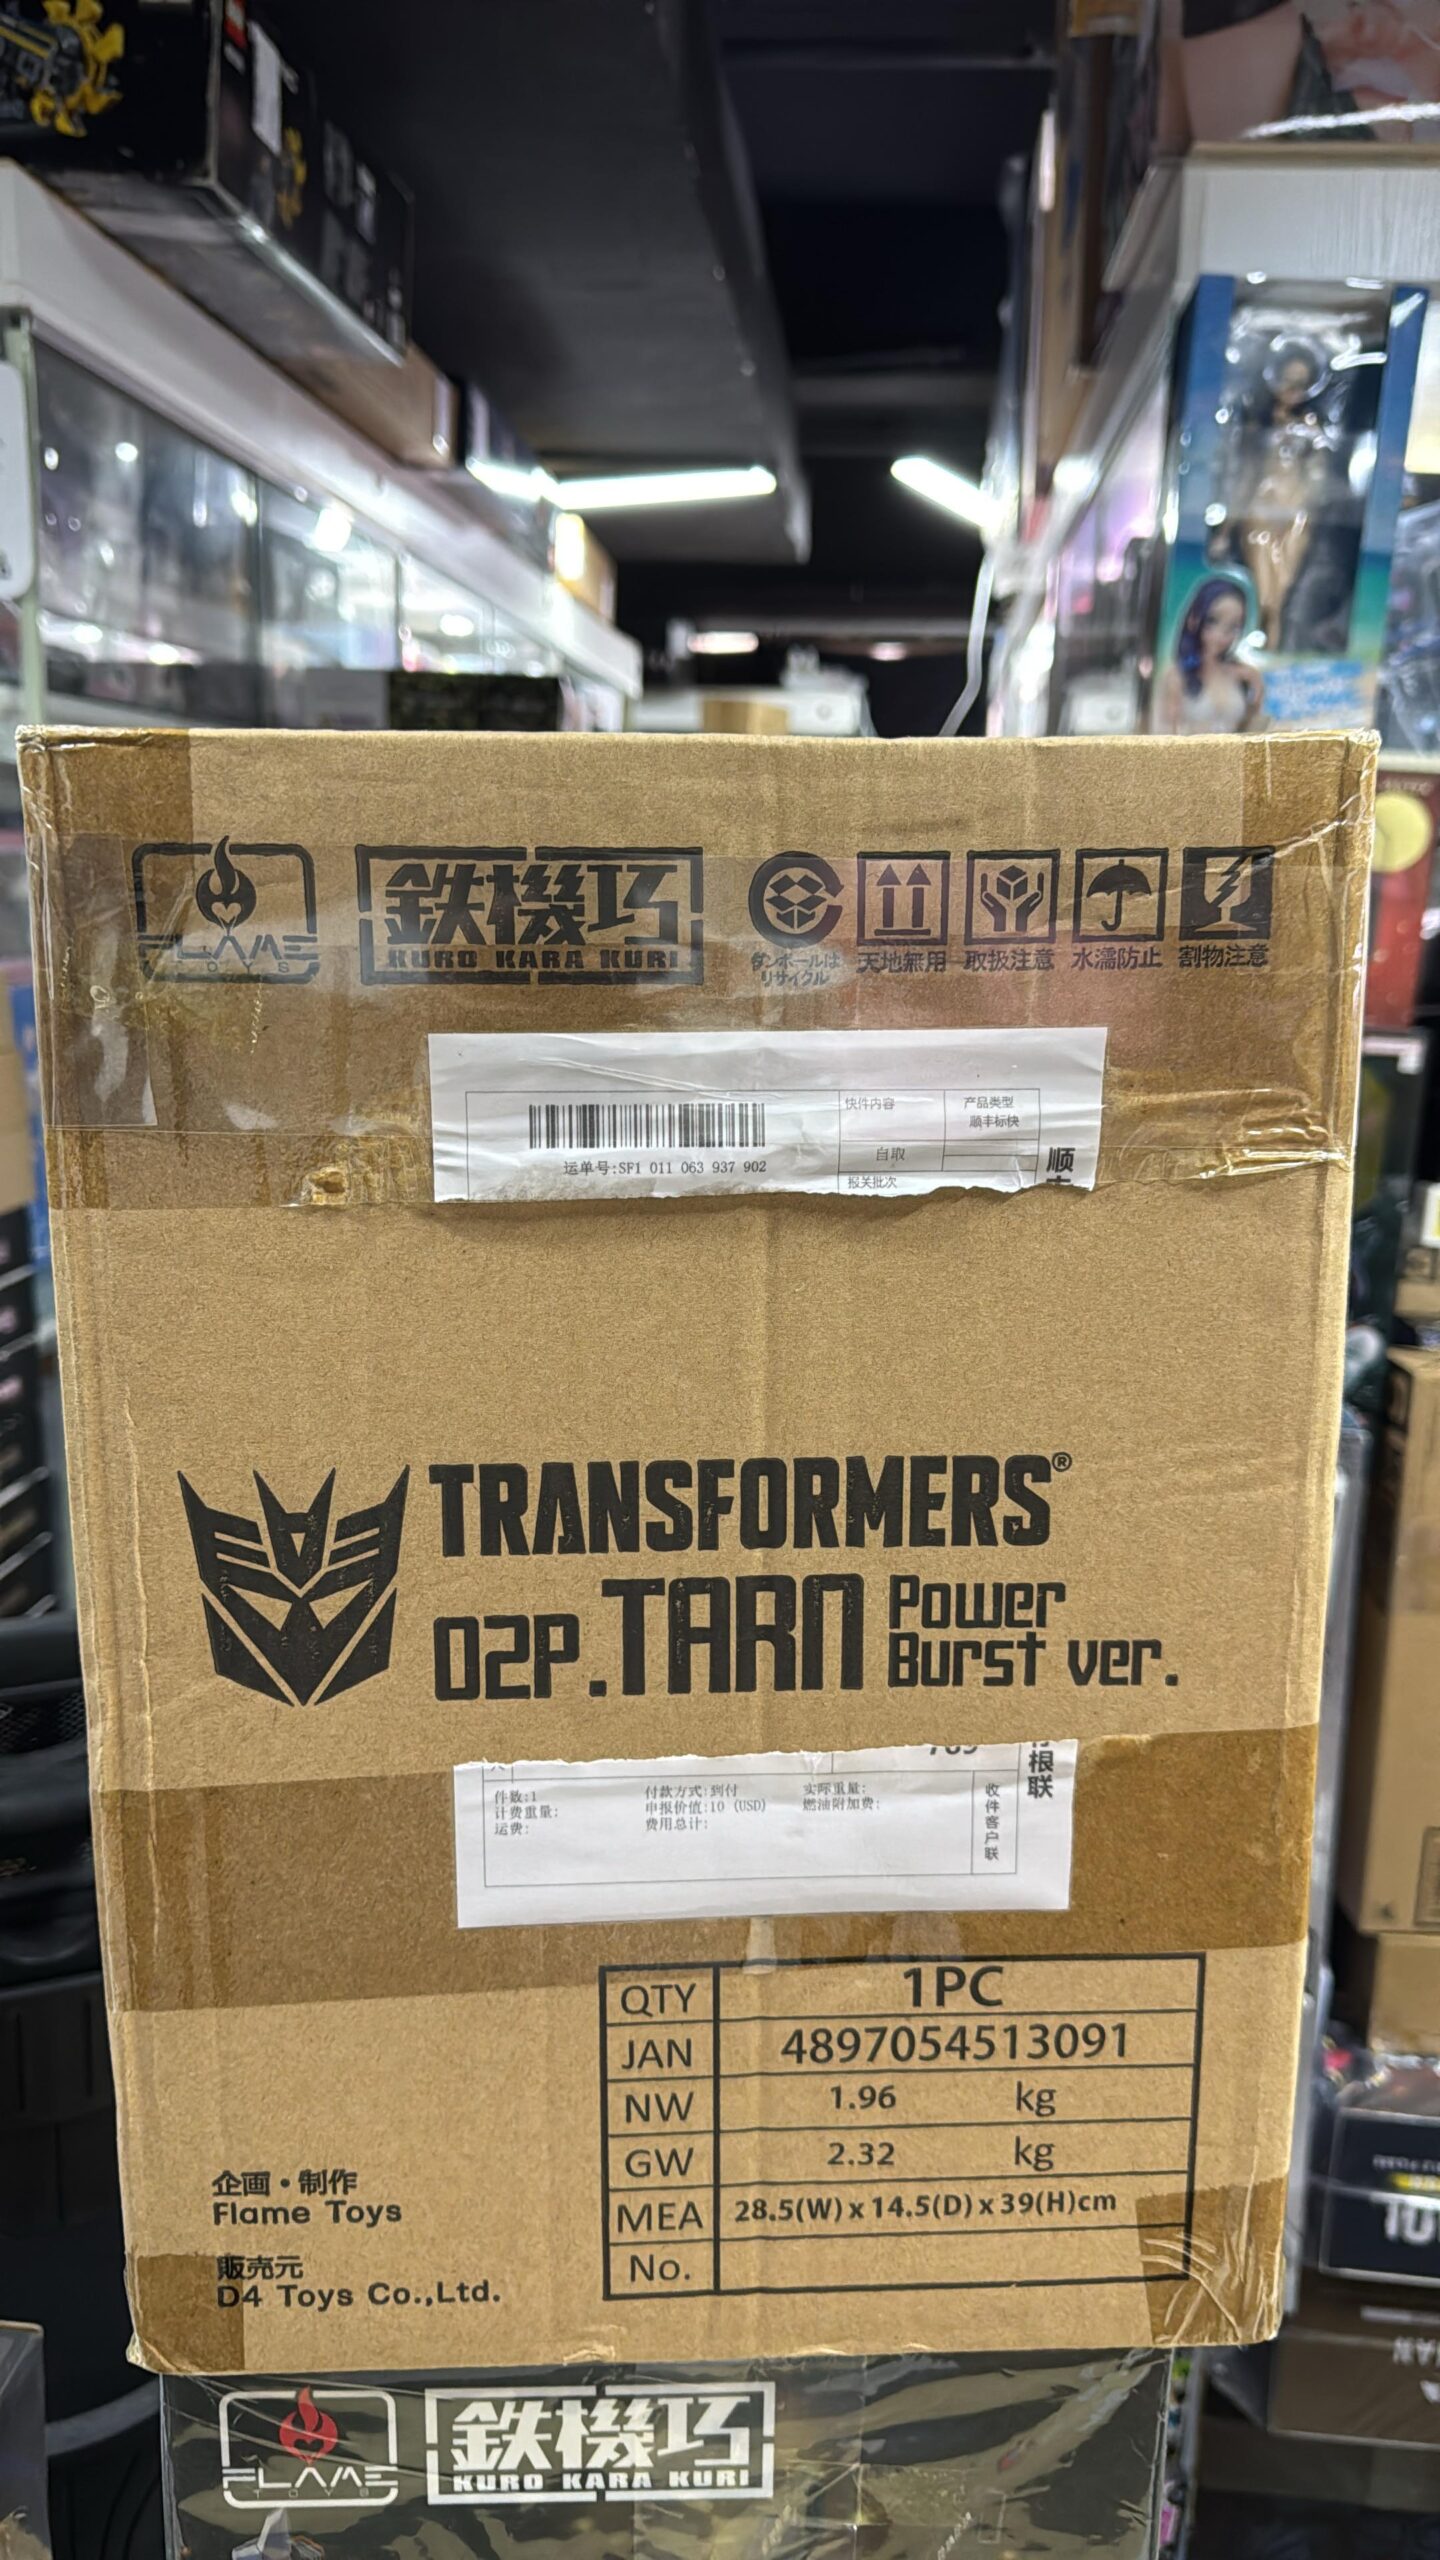 FLAME
TOYS
鉄機巧
KURO KARA KURI
ダンボールは
リサイクル
天地無用
取扱注意
水濡防止
割物注意
运单号:SF1 011 063 937 902
快件内容
产品类型
顺丰标快
自取
报关批次
顺
TRANSFORMERS®
02P.TARN Power
Burst ver.
件数:1
计费重量:
运费:
付款方式:到付
申报价值:10 (USD)
费用总计:
实际重量:
燃油附加费:
收件客户联
根联
QTY 1PC
JAN 4897054513091
NW 1.96 kg
GW 2.32 kg
MEA 28.5(W) x 14.5(D) x 39(H)cm
No.
企画・制作
Flame Toys
販売元
D4 Toys Co.,Ltd.
FLAME
TOYS
鉄機巧
KURO KARA KURI